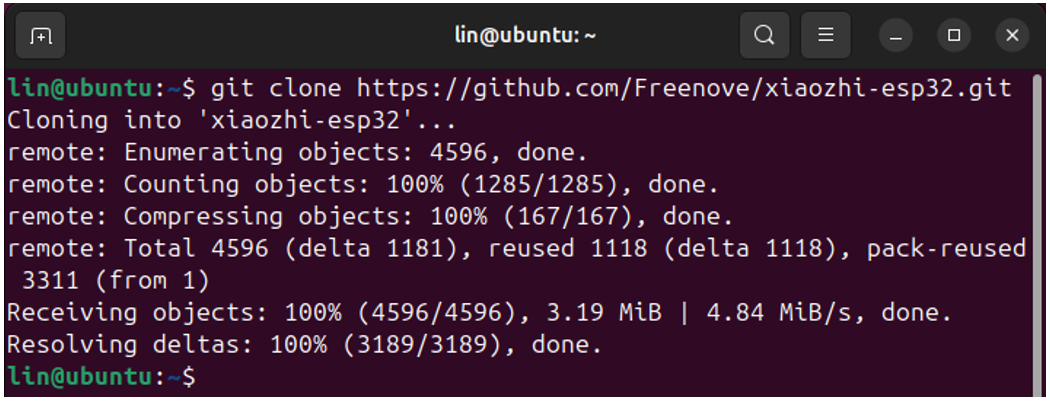 lin@ubuntu: ~
lin@ubuntu:~$ git clone https://github.com/Freenove/xiaozhi-esp32.git
Cloning into 'xiaozhi-esp32'...
remote: Enumerating objects: 4596, done.
remote: Counting objects: 100% (1285/1285), done.
remote: Compressing objects: 100% (167/167), done.
remote: Total 4596 (delta 1181), reused 1118 (delta 1118), pack-reused
 3311 (from 1)
Receiving objects: 100% (4596/4596), 3.19 MiB | 4.84 MiB/s, done.
Resolving deltas: 100% (3189/3189), done.
lin@ubuntu:~$